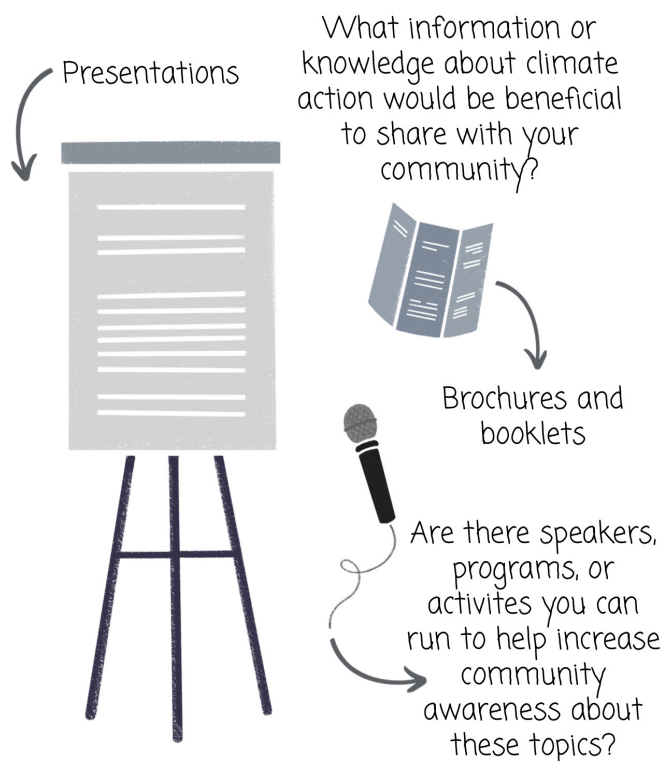 Presentations
What information or
knowledge about climate
action would be beneficial
to share with your
community?
Brochures and
booklets
Are there speakers,
programs, or
activites you can
run to help increase
community
awareness about
these topics?